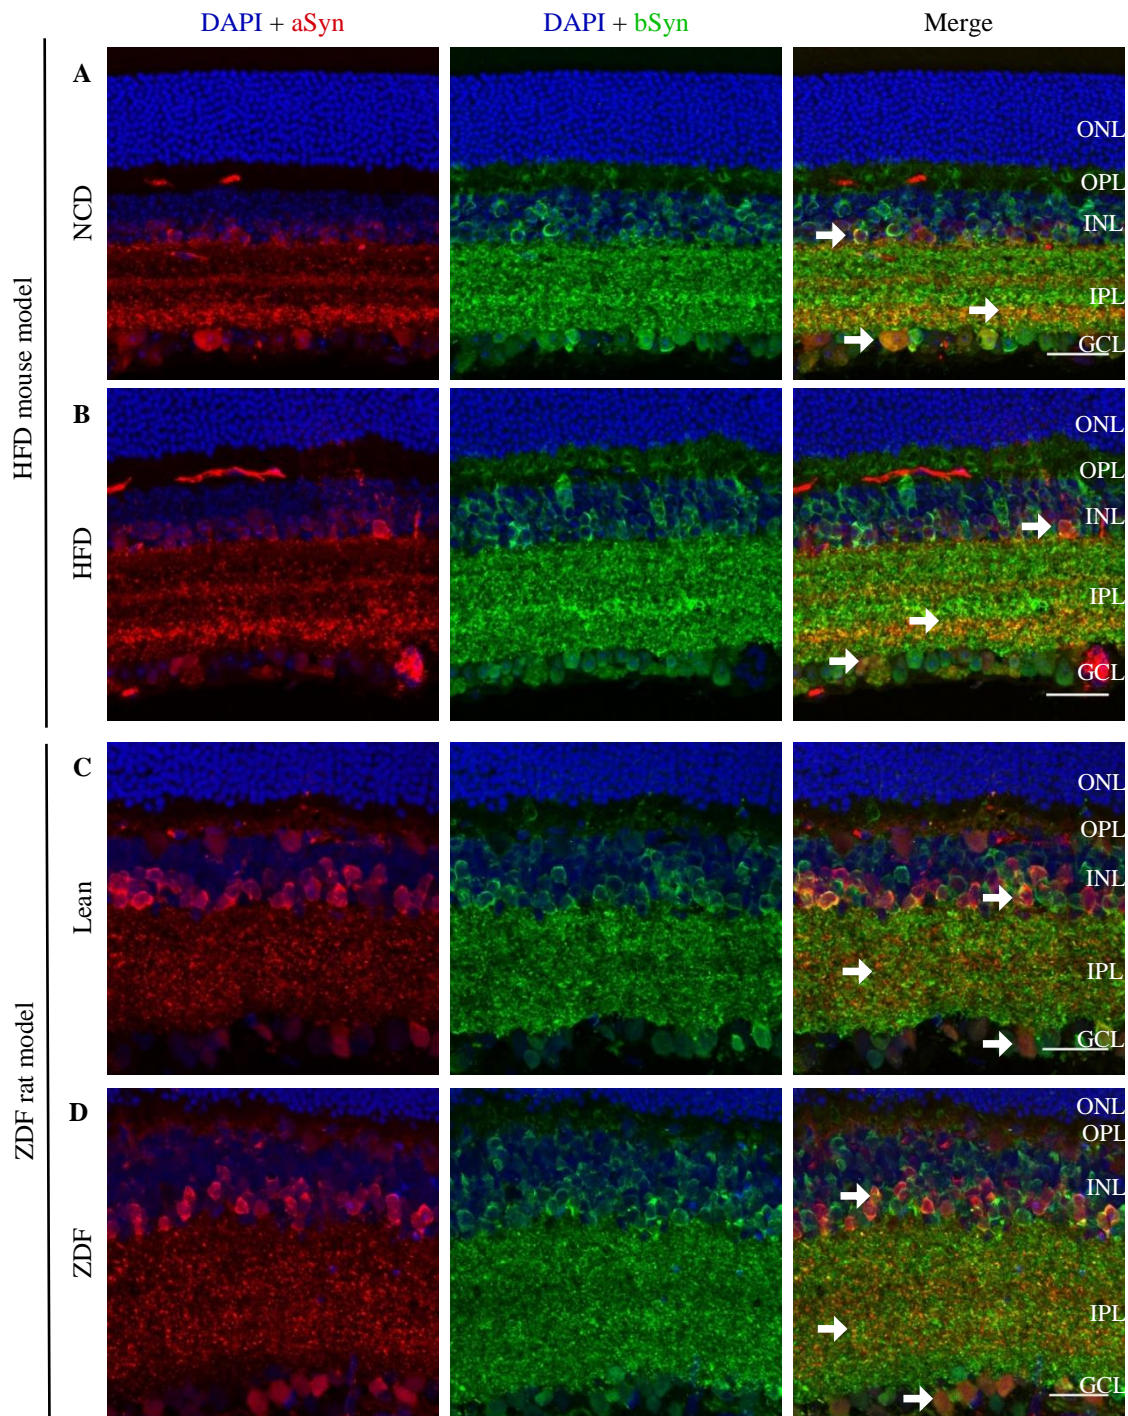 DAPI + aSyn
DAPI + bSyn
Merge
HFD mouse model
A
NCD
ONL
OPL
INL
IPL
GCL
B
HFD
ONL
OPL
INL
IPL
GCL
ZDF rat model
C
Lean
ONL
OPL
INL
IPL
GCL
D
ZDF
ONL
OPL
INL
IPL
GCL